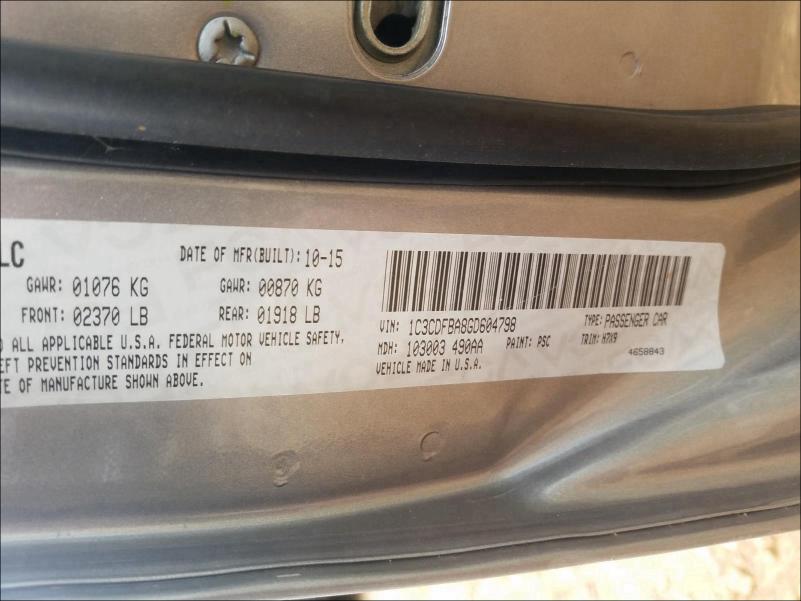 LC DATE OF MFR(BUILT): 10-15
GAWR: 01076 KG GAWR: 00870 KG
FRONT: 02370 LB REAR: 01918 LB
ALL APPLICABLE U.S.A. FEDERAL MOTOR VEHICLE SAFETY,
EFT PREVENTION STANDARDS IN EFFECT ON
TE OF MANUFACTURE SHOWN ABOVE.
VIN: 1C3CDFBA8GD604798 TYPE: PASSENGER CAR
MDH: 103003 490AA PAINT: PSC TRIM: H7X9
VEHICLE MADE IN U.S.A. 4658843